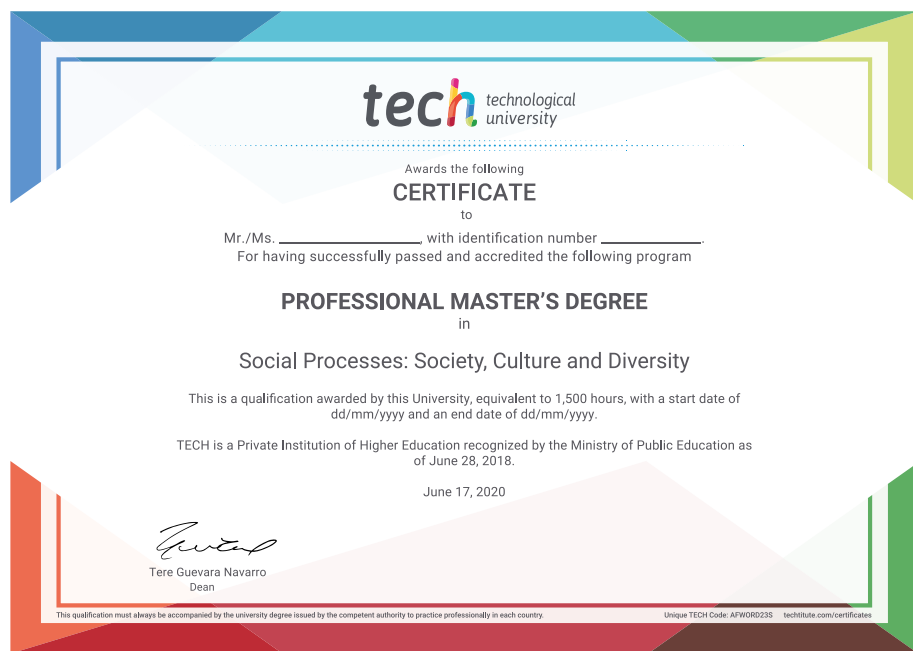 tech technological
university
Awards the following
CERTIFICATE
to
Mr./Ms. ____________________, with identification number ______________.
For having successfully passed and accredited the following program
PROFESSIONAL MASTER'S DEGREE
in
Social Processes: Society, Culture and Diversity
This is a qualification awarded by this University, equivalent to 1,500 hours, with a start date of
dd/mm/yyyy and an end date of dd/mm/yyyy.
TECH is a Private Institution of Higher Education recognized by the Ministry of Public Education as
of June 28, 2018.
June 17, 2020
Tere Guevara Navarro
Dean
This qualification must always be accompanied by the university degree issued by the competent authority to practice professionally in each country.
Unique TECH Code: AFWORD23S techtitute.com/certificates